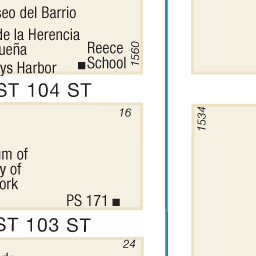 seo del Barrio
de la Herencia
ueña
ys Harbor
Reece
School
1560
ST 104 ST
16
1534
m of
y of
ork
PS 171
ST 103 ST
24